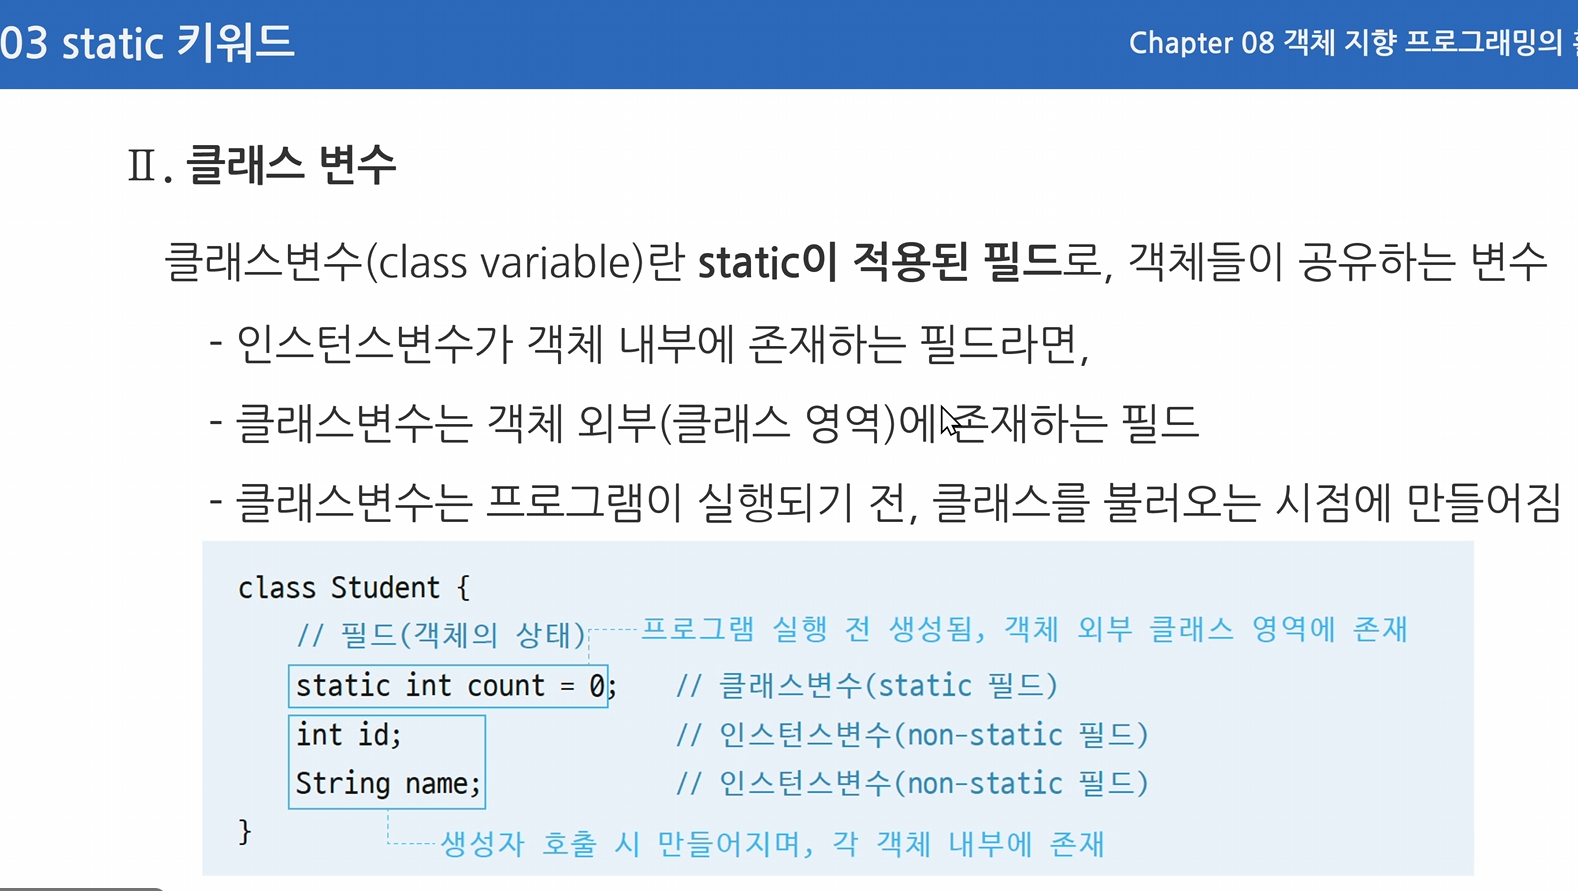 03 static 키워드
Chapter 08 객체 지향 프로그래밍의
Ⅱ. 클래스 변수
클래스변수(class variable)란 static이 적용된 필드로, 객체들이 공유하는 변수
- 인스턴스변수가 객체 내부에 존재하는 필드라면,
- 클래스변수는 객체 외부(클래스 영역)에 존재하는 필드
- 클래스변수는 프로그램이 실행되기 전, 클래스를 불러오는 시점에 만들어짐
class Student {
// 필드(객체의 상태) 프로그램 실행 전 생성됨, 객체 외부 클래스 영역에 존재
static int count = 0; // 클래스변수(static 필드)
int id; // 인스턴스변수(non-static 필드)
String name; // 인스턴스변수(non-static 필드)
}
생성자 호출 시 만들어지며, 각 객체 내부에 존재